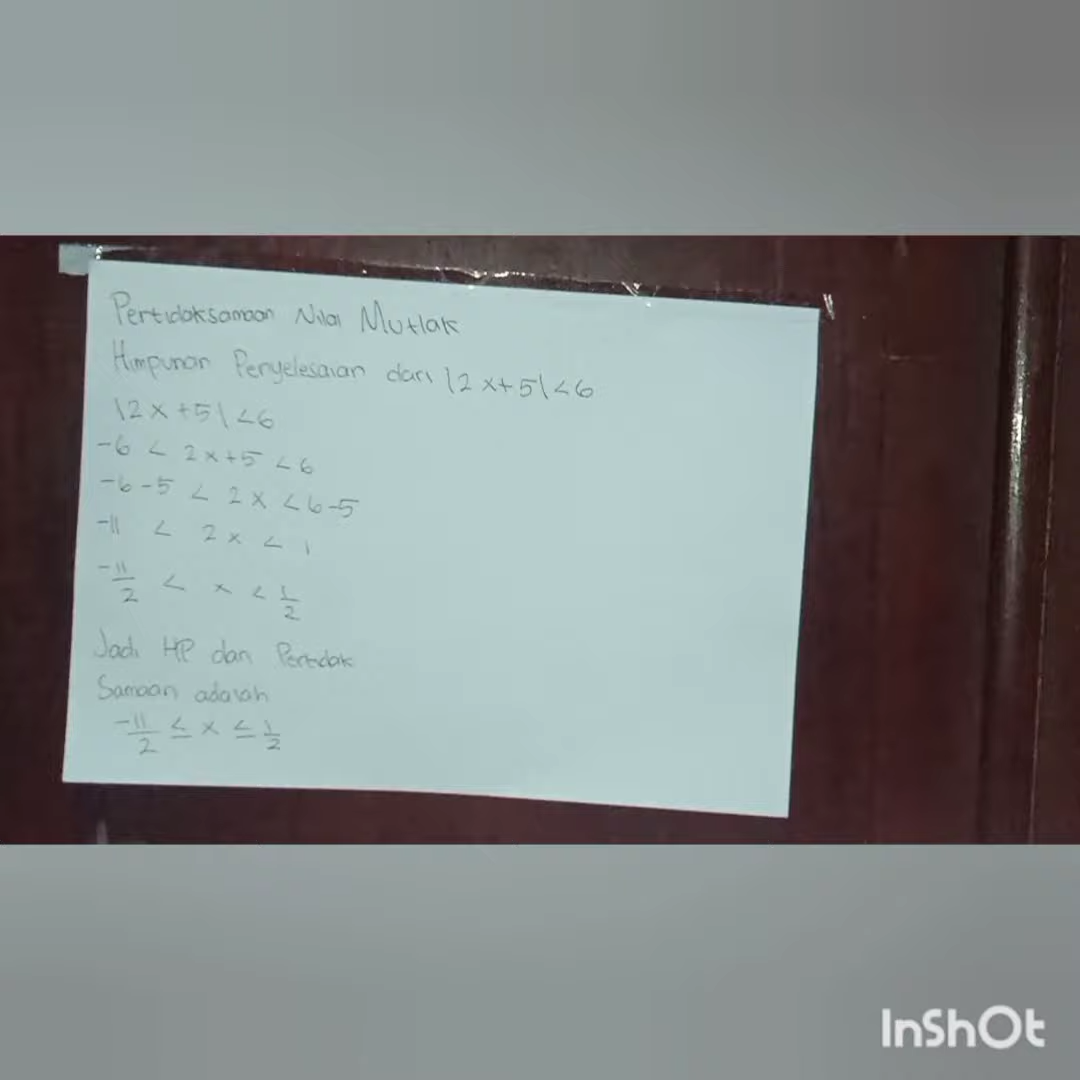 Pertidaksamaan Nilai Mutlak
Himpunan Penyelesaian dari |2x+5|<6
|2x+5|<6
-6 < 2x+5 <6
-6-5 < 2x <6-5
-11 < 2x < 1
-11/2 < x < 1/2
Jadi HP dan Pertidak
Samaan adalah
-11/2 ≤ x ≤ 1/2
InShOt